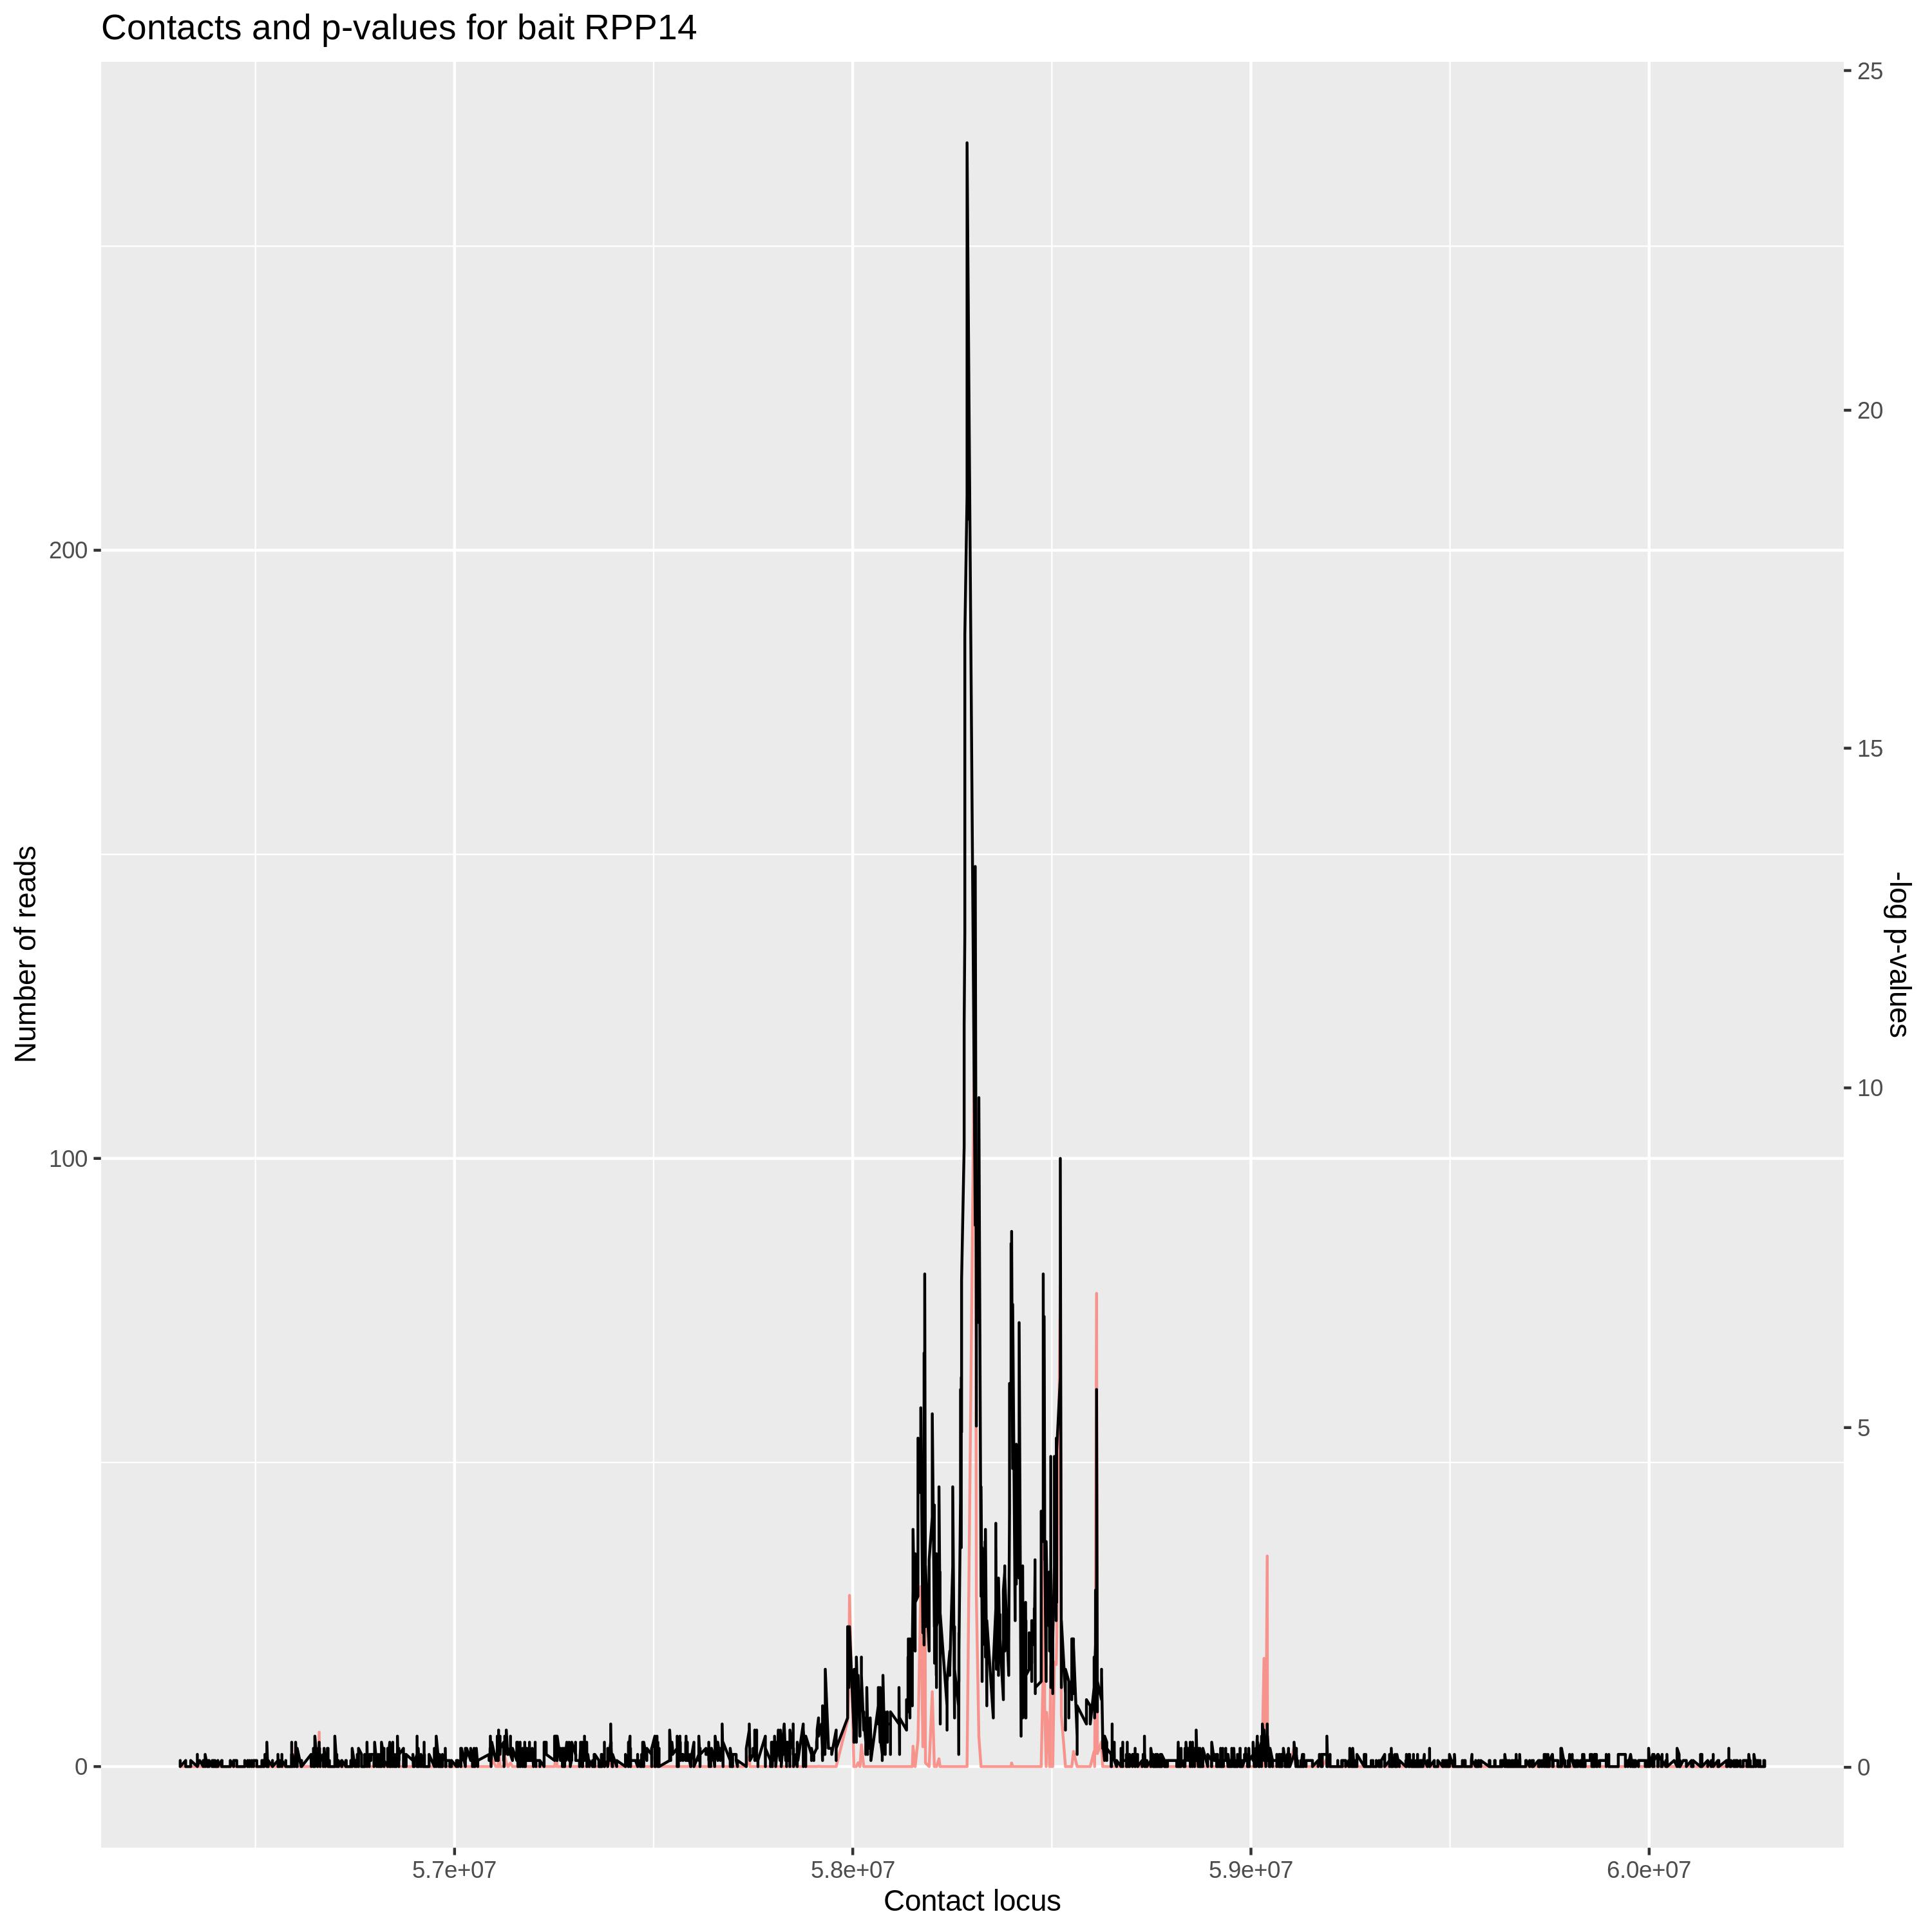 Contacts and p-values for bait RPP14
Number of reads
200
100
0
25
20
15
10
5
0
-log p-values
5.7e+07 5.8e+07 5.9e+07 6.0e+07
Contact locus